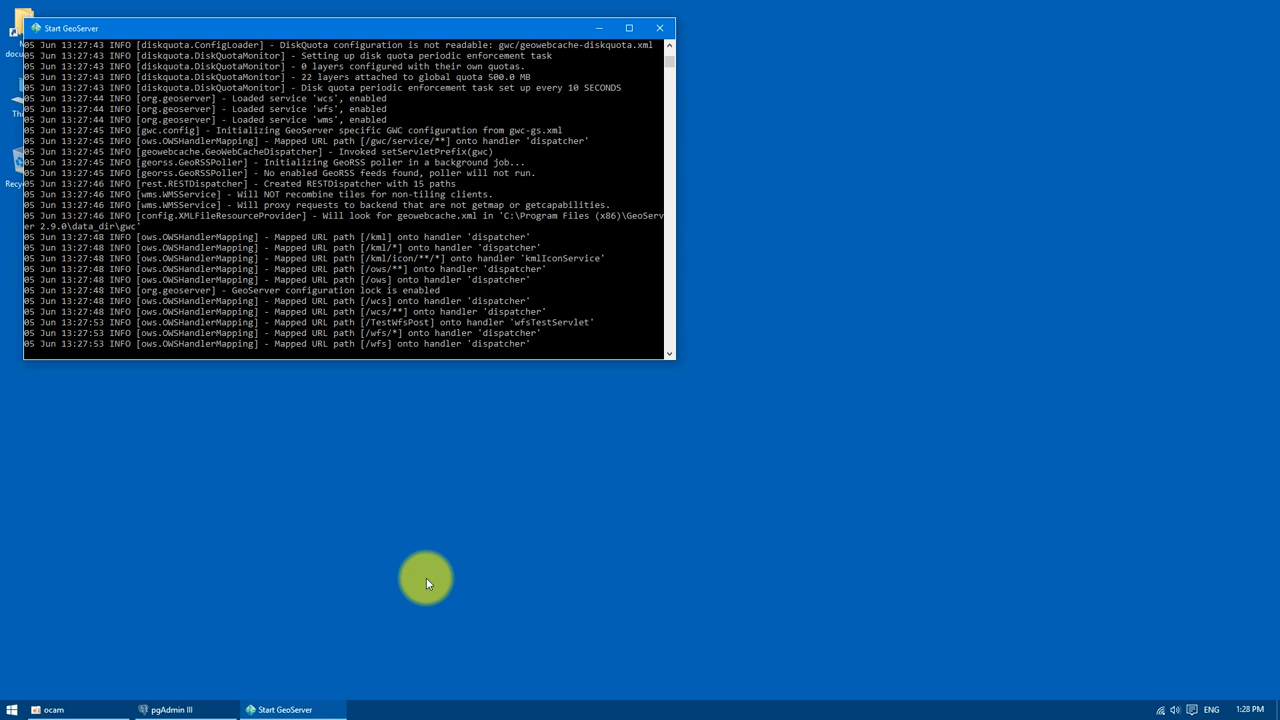 Start GeoServer
05 Jun 13:27:43 INFO [diskquota.ConfigLoader] - DiskQuota configuration is not readable: gwc/geowebcache-diskquota.xml
05 Jun 13:27:43 INFO [diskquota.DiskQuotaMonitor] - Setting up disk quota periodic enforcement task
05 Jun 13:27:43 INFO [diskquota.DiskQuotaMonitor] - 0 layers configured with their own quotas.
05 Jun 13:27:43 INFO [diskquota.DiskQuotaMonitor] - 22 layers attached to global quota 500.0 MB
05 Jun 13:27:43 INFO [diskquota.DiskQuotaMonitor] - Disk quota periodic enforcement task set up every 10 SECONDS
05 Jun 13:27:44 INFO [org.geoserver] - Loaded service 'wcs', enabled
05 Jun 13:27:44 INFO [org.geoserver] - Loaded service 'wfs', enabled
05 Jun 13:27:44 INFO [org.geoserver] - Loaded service 'wms', enabled
05 Jun 13:27:45 INFO [gwc.config] - Initializing GeoServer specific GWC configuration from gwc-gs.xml
05 Jun 13:27:45 INFO [ows.OWSHandlerMapping] - Mapped URL path [/gwc/service/**] onto handler 'dispatcher'
05 Jun 13:27:45 INFO [geowebcache.GeoWebCacheDispatcher] - Invoked setServletPrefix(gwc)
05 Jun 13:27:45 INFO [georss.GeoRSSPoller] - Initializing GeoRSS poller in a background job...
05 Jun 13:27:45 INFO [georss.GeoRSSPoller] - No enabled GeoRSS feeds found, poller will not run.
05 Jun 13:27:46 INFO [rest.RESTDispatcher] - Created RESTDispatcher with 15 paths
05 Jun 13:27:46 INFO [wms.WMSService] - Will NOT recombine tiles for non-tiling clients.
05 Jun 13:27:46 INFO [wms.WMSService] - Will proxy requests to backend that are not getmap or getcapabilities.
05 Jun 13:27:46 INFO [config.XMLFileResourceProvider] - Will look for geowebcache.xml in 'C:\Program Files (x86)\GeoServ
er 2.9.0\data_dir\gwc'
05 Jun 13:27:48 INFO [ows.OWSHandlerMapping] - Mapped URL path [/kml] onto handler 'dispatcher'
05 Jun 13:27:48 INFO [ows.OWSHandlerMapping] - Mapped URL path [/kml/*] onto handler 'dispatcher'
05 Jun 13:27:48 INFO [ows.OWSHandlerMapping] - Mapped URL path [/kml/icon/**/*] onto handler 'kmlIconService'
05 Jun 13:27:48 INFO [ows.OWSHandlerMapping] - Mapped URL path [/ows/**] onto handler 'dispatcher'
05 Jun 13:27:48 INFO [ows.OWSHandlerMapping] - Mapped URL path [/ows] onto handler 'dispatcher'
05 Jun 13:27:48 INFO [org.geoserver] - GeoServer configuration lock is enabled
05 Jun 13:27:48 INFO [ows.OWSHandlerMapping] - Mapped URL path [/wcs] onto handler 'dispatcher'
05 Jun 13:27:48 INFO [ows.OWSHandlerMapping] - Mapped URL path [/wcs/**] onto handler 'dispatcher'
05 Jun 13:27:53 INFO [ows.OWSHandlerMapping] - Mapped URL path [/TestWfsPost] onto handler 'wfsTestServlet'
05 Jun 13:27:53 INFO [ows.OWSHandlerMapping] - Mapped URL path [/wfs/*] onto handler 'dispatcher'
05 Jun 13:27:53 INFO [ows.OWSHandlerMapping] - Mapped URL path [/wfs] onto handler 'dispatcher'
docu
Th
Recy
ocam
pgAdmin III
Start GeoServer
ENG
1:28 PM